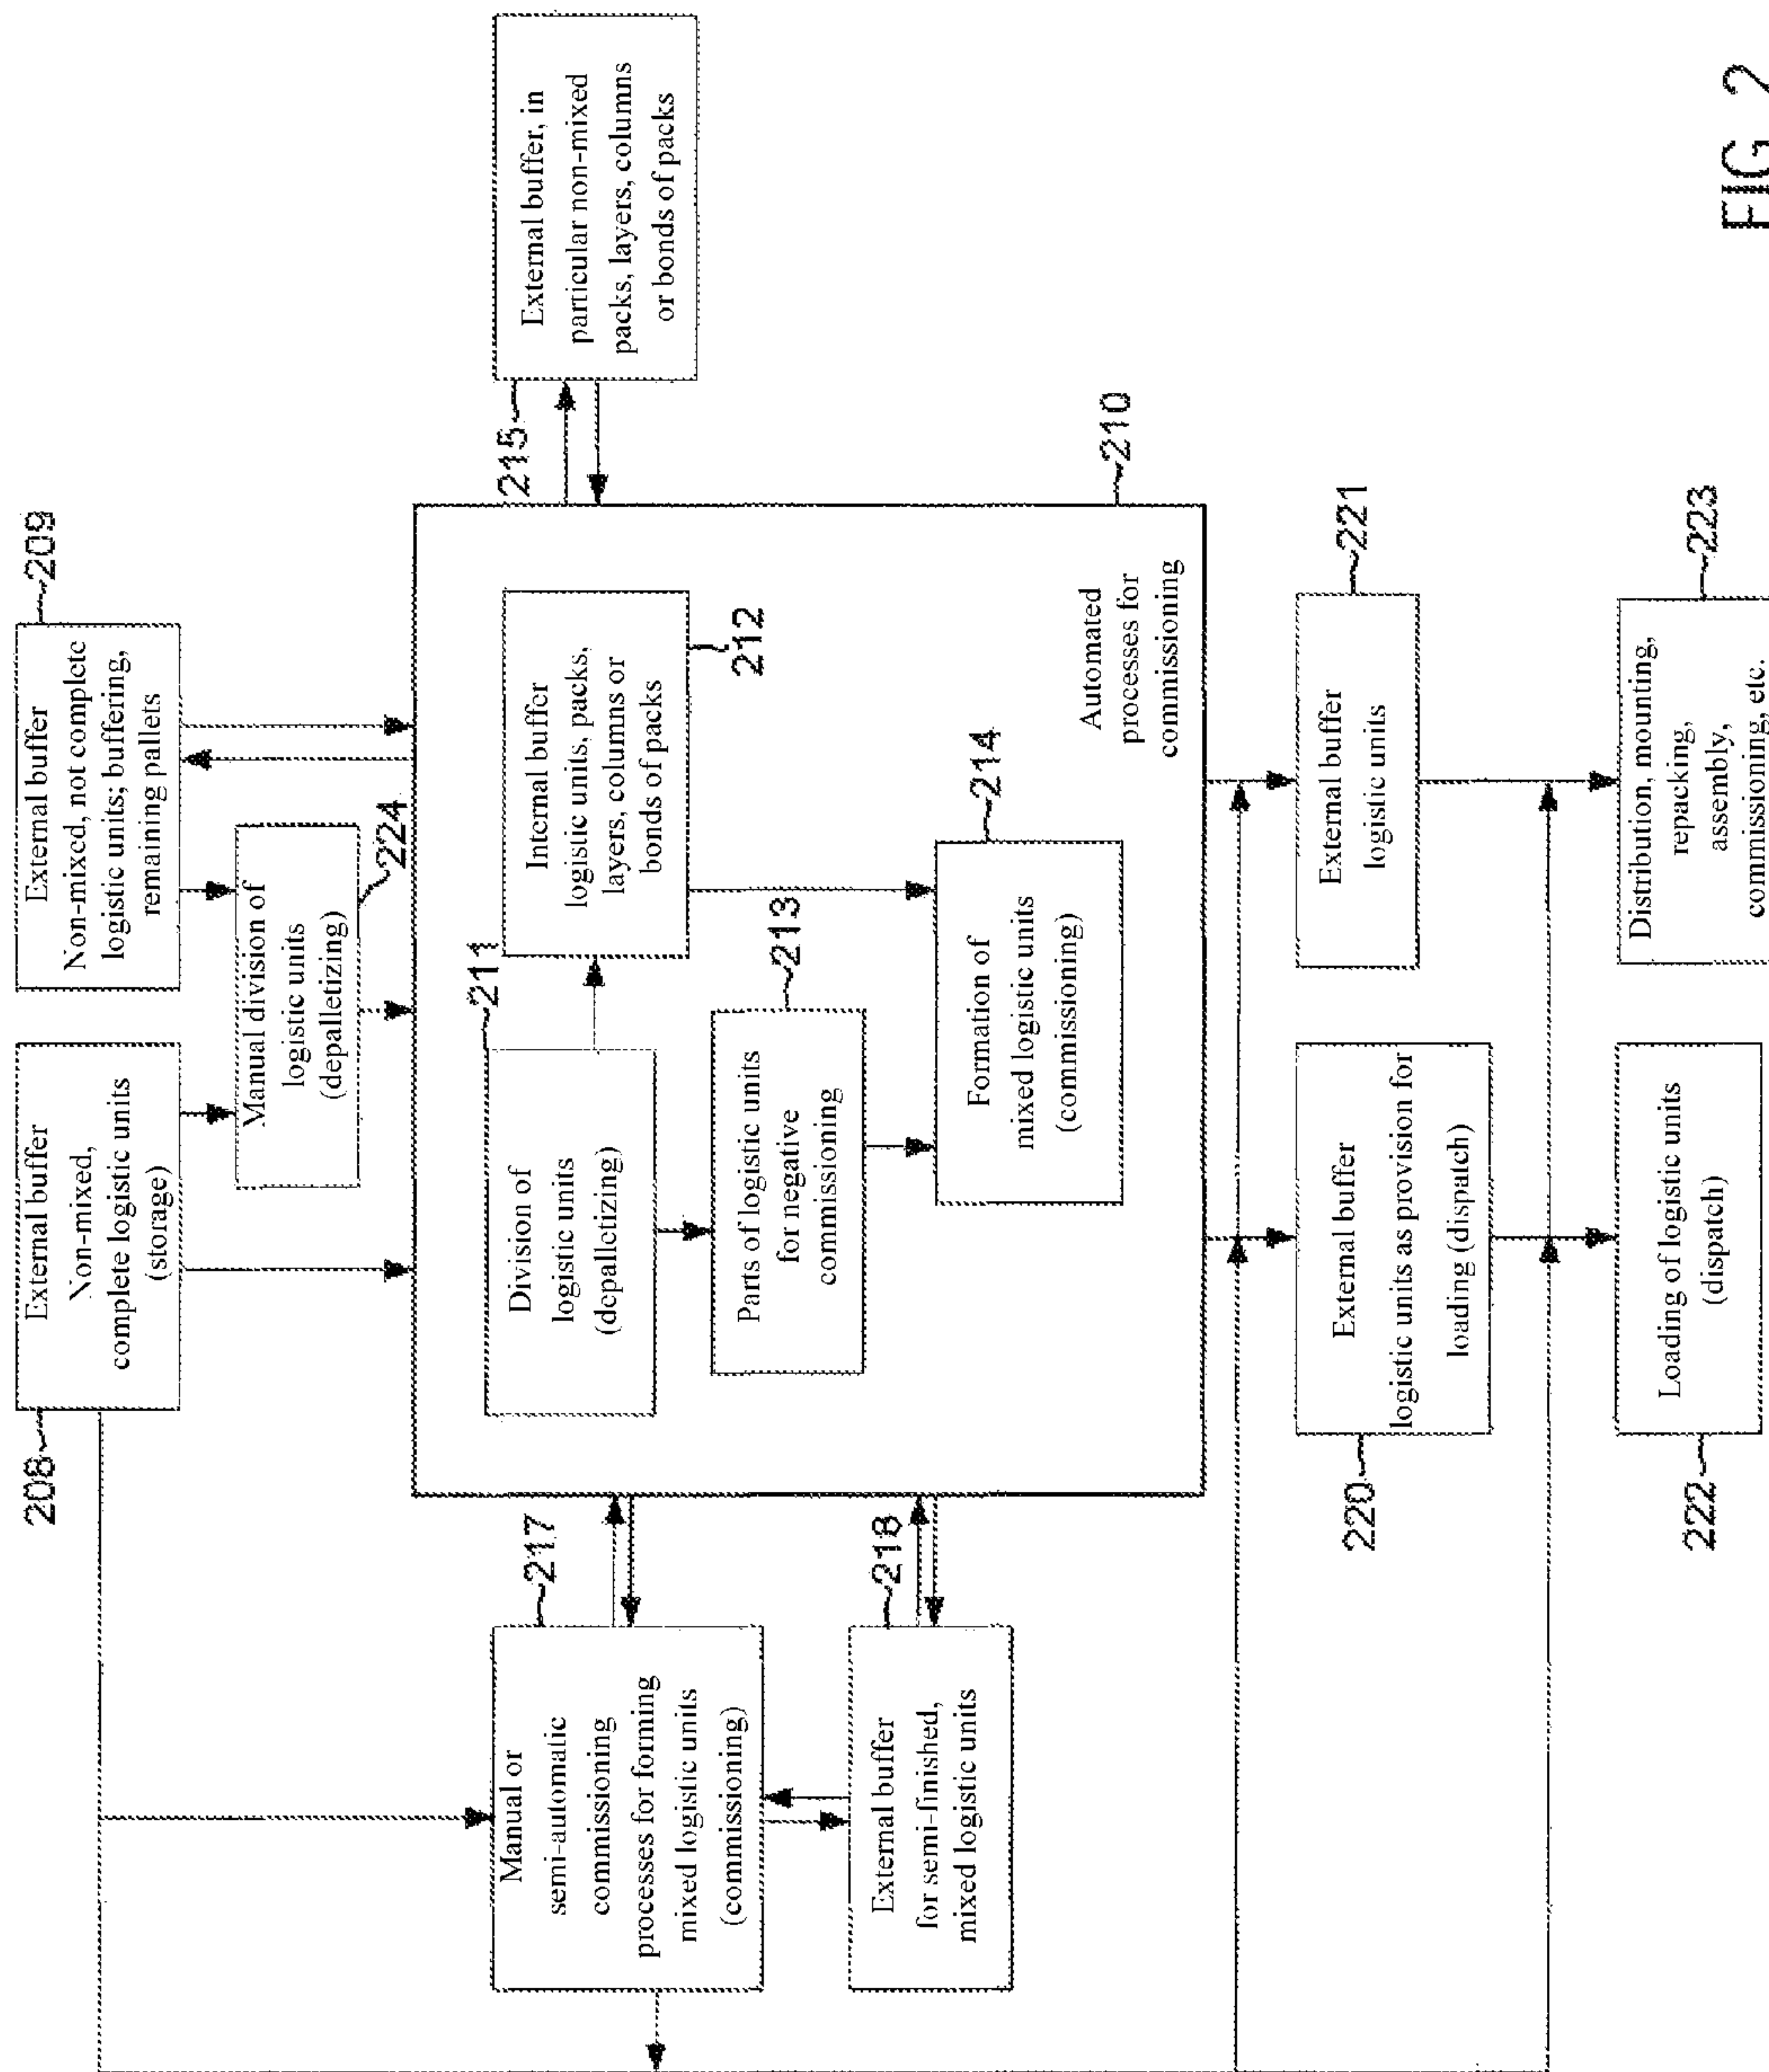 208
External buffer
Non-mixed,
complete logistic units
(storage)
External buffer
Non-mixed, not complete
logistic units; buffering,
remaining pallets
209
Manual division of
logistic units
(depalletizing)
224
217
Manual or
semi-automatic
commissioning
processes for forming
mixed logistic units
(commissioning)
218
External buffer
for semi-finished,
mixed logistic units
211
Division of
logistic units
(depalletizing)
Internal buffer
logistic units, packs,
layers, columns or
bonds of packs
212
213
Parts of logistic units
for negative
commissioning
214
Formation of
mixed logistic units
(commissioning)
Automated
processes for
commissioning
210
215
External buffer, in
particular non-mixed
packs, layers, columns
or bonds of packs
220
External buffer
logistic units as provision for
loading (dispatch)
External buffer
logistic units
221
222
Loading of logistic units
(dispatch)
Distribution, mounting,
repacking,
assembly,
commissioning, etc.
223
FIG 2